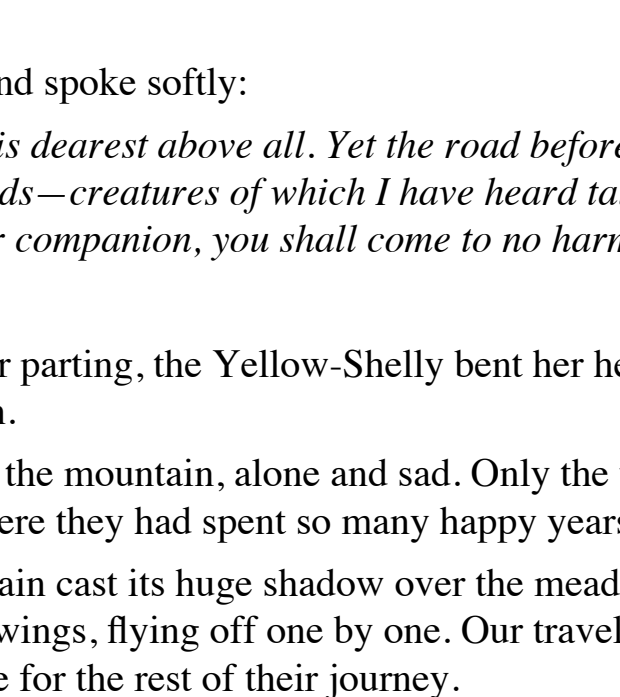 nd spoke softly:
is dearest above all. Yet the road before
ds—creatures of which I have heard ta
r companion, you shall come to no harm
r parting, the Yellow-Shelly bent her he
n.
the mountain, alone and sad. Only the
ere they had spent so many happy years
ain cast its huge shadow over the mead
wings, flying off one by one. Our travel
e for the rest of their journey.